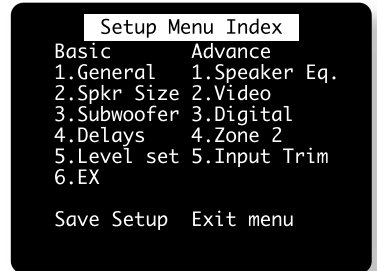 Setup Menu Index
Basic Advance
1.General 1.Speaker Eq.
2.Spkr Size 2.Video
3.Subwoofer 3.Digital
4.Delays 4.Zone 2
5.Level set 5.Input Trim
6.EX
Save Setup Exit menu